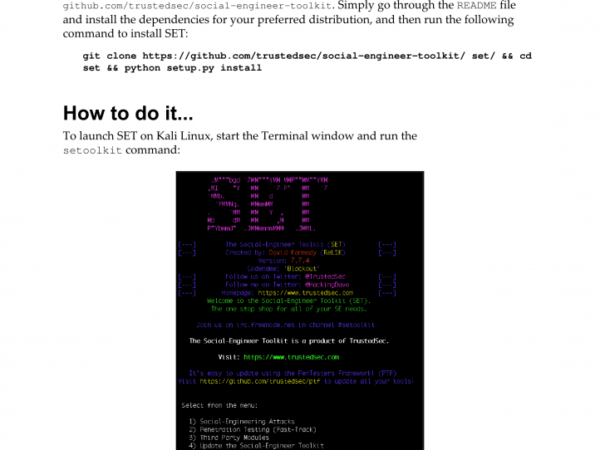 github.com/trustedsec/social-engineer-toolkit. Simply go through the README file
and install the dependencies for your preferred distribution, and then run the following
command to install SET:
git clone https://github.com/trustedsec/social-engineer-toolkit/ set/ && cd
set && python setup.py install
How to do it...
To launch SET on Kali Linux, start the Terminal window and run the
setoolkit command:
[---] The Social-Engineer Toolkit (SET) [---]
[---] Created by: David Kennedy (ReL1K) [---]
Version: 7.7.4
Codename: 'Blackout'
[---] Follow us on Twitter: @TrustedSec [---]
[---] Follow me on Twitter: @HackingDave [---]
[---] Homepage: https://www.trustedsec.com [---]
Welcome to the Social-Engineer Toolkit (SET).
The one stop shop for all of your SE needs.
Join us on irc.freenode.net in channel #setoolkit
The Social-Engineer Toolkit is a product of TrustedSec.
Visit: https://www.trustedsec.com
It's easy to update using the PenTesters Framework! (PTF)
Visit https://github.com/trustedsec/ptf to update all your tools!
Select from the menu:
1) Social-Engineering Attacks
2) Penetration Testing (Fast-Track)
3) Third Party Modules
4) Update the Social-Engineer Toolkit